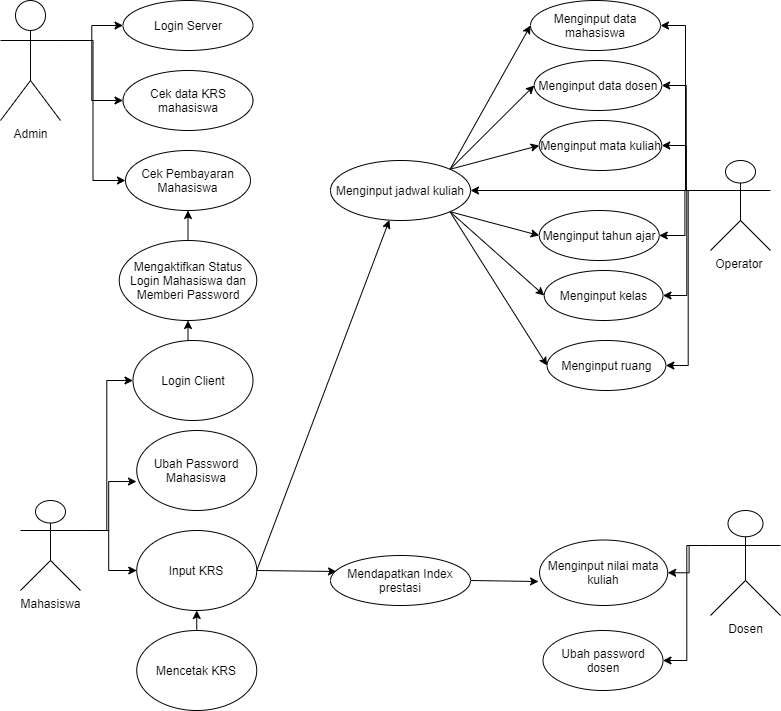 Login Server
Menginput data
mahasiswa
Cek data KRS
mahasiswa
Menginput data dosen
Admin
Menginput mata kuliah
Cek Pembayaran
Mahasiswa
Menginput jadwal kuliah
Menginput tahun ajar
Operator
Mengaktifkan Status
Login Mahasiswa dan
Memberi Password
Menginput kelas
Menginput ruang
Login Client
Ubah Password
Mahasiswa
Input KRS
Mahasiswa
Mendapatkan Index
prestasi
Menginput nilai mata
kuliah
Dosen
Mencetak KRS
Ubah password
dosen